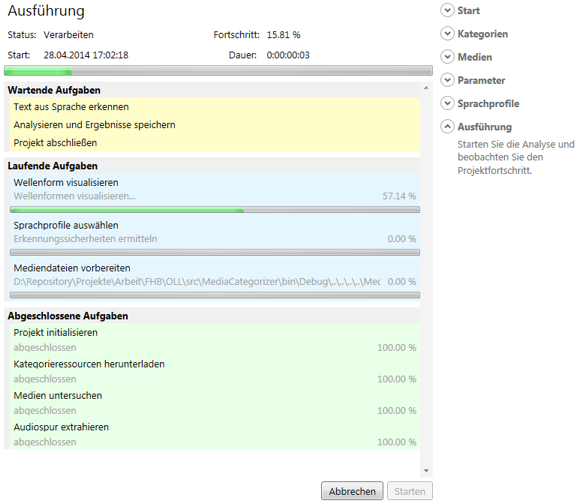 Ausführung
Status: Verarbeiten Fortschritt: 15.81 %
Start: 28.04.2014 17:02:18 Dauer: 0:00:00:03
Wartende Aufgaben
Text aus Sprache erkennen
Analysieren und Ergebnisse speichern
Projekt abschließen
Laufende Aufgaben
Wellenform visualisieren
Wellenformen visualisieren... 57.14 %
Sprachprofile auswählen
Erkennungssicherheiten ermitteln 0.00 %
Mediendateien vorbereiten
D:\Repository\Projekte\Arbeit\FHB\OLL\src\MediaCategorizer\bin\Debug\..\..\..\..\Mec 0.00 %
Abgeschlossene Aufgaben
Projekt initialisieren
abgeschlossen 100.00 %
Kategorieressourcen herunterladen
abgeschlossen 100.00 %
Medien untersuchen
abgeschlossen 100.00 %
Audiospur extrahieren
abgeschlossen 100.00 %
Abbrechen Starten
Start
Kategorien
Medien
Parameter
Sprachprofile
Ausführung
Starten Sie die Analyse und
beobachten Sie den
Projektfortschritt.